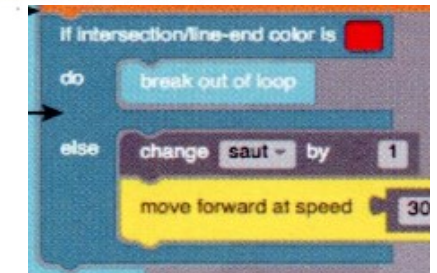 If intersection/line-end color is
do
break out of loop
else
change saut by 1
move forward at speed 30